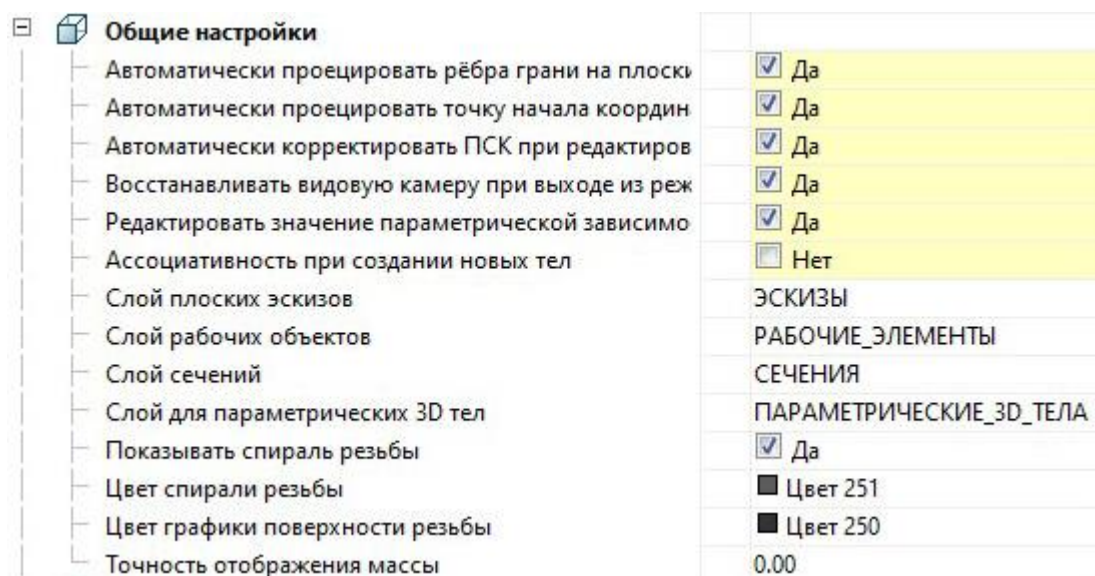 Общие настройки
Автоматически проецировать рёбра грани на плоски Да
Автоматически проецировать точку начала координ Да
Автоматически корректировать ПСК при редактиров Да
Восстанавливать видовую камеру при выходе из реж Да
Редактировать значение параметрической зависимо Да
Ассоциативность при создании новых тел Нет
Слой плоских эскизов ЭСКИЗЫ
Слой рабочих объектов РАБОЧИЕ_ЭЛЕМЕНТЫ
Слой сечений СЕЧЕНИЯ
Слой для параметрических 3D тел ПАРАМЕТРИЧЕСКИЕ_3D_ТЕЛА
Показывать спираль резьбы Да
Цвет спирали резьбы Цвет 251
Цвет графики поверхности резьбы Цвет 250
Точность отображения массы 0.00